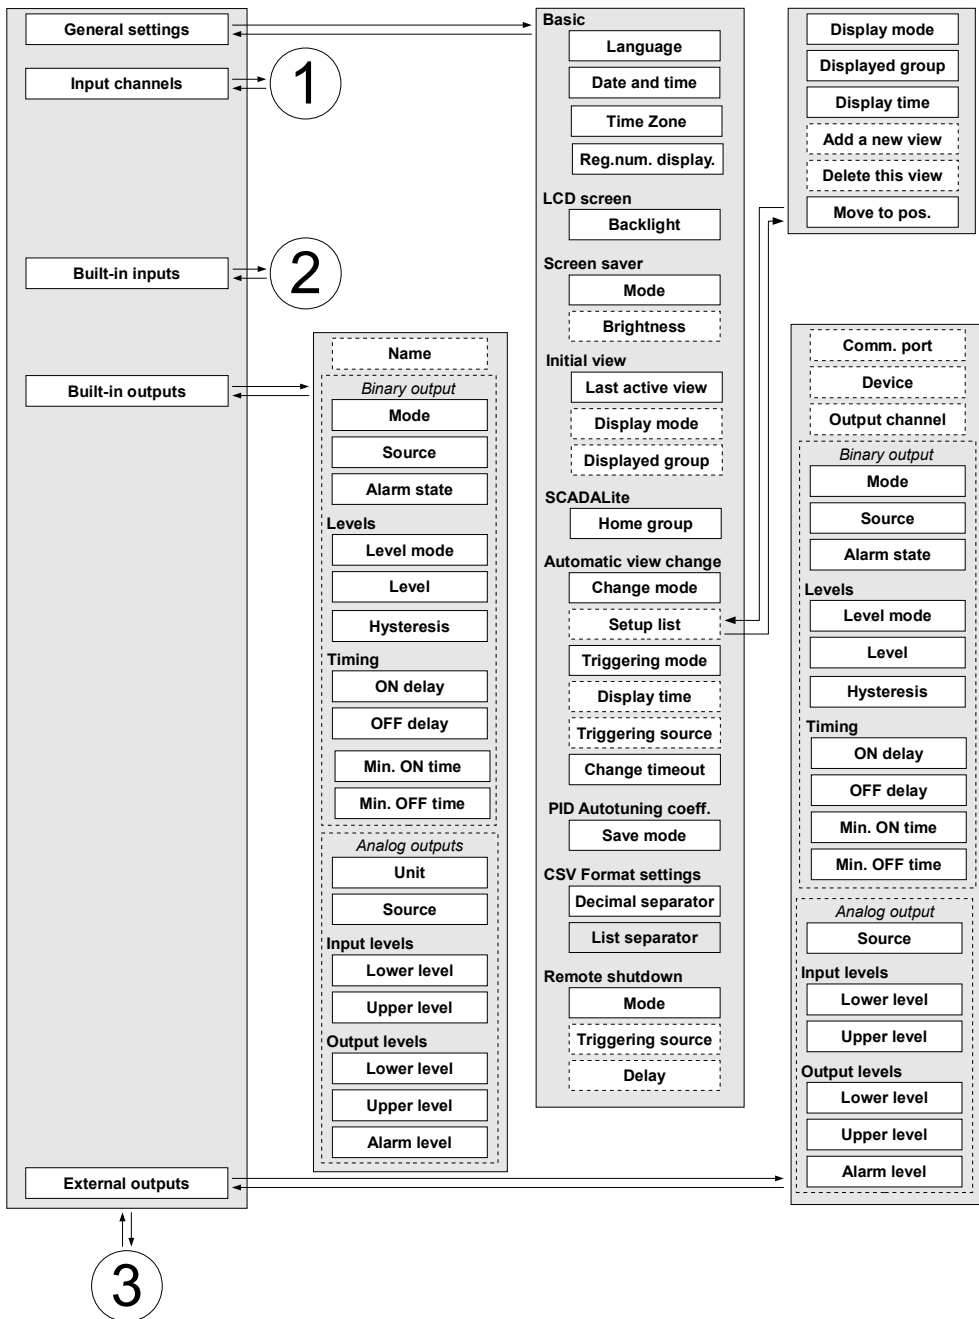 General settings
Input channels
1
Built-in inputs
2
Built-in outputs
External outputs
3
Name
Binary output
Mode
Source
Alarm state
Levels
Level mode
Level
Hysteresis
Timing
ON delay
OFF delay
Min. ON time
Min. OFF time
Analog outputs
Unit
Source
Input levels
Lower level
Upper level
Output levels
Lower level
Upper level
Alarm level
Basic
Language
Date and time
Time Zone
Reg.num. display.
LCD screen
Backlight
Screen saver
Mode
Brightness
Initial view
Last active view
Display mode
Displayed group
SCADALite
Home group
Automatic view change
Change mode
Setup list
Triggering mode
Display time
Triggering source
Change timeout
PID Autotuning coeff.
Save mode
CSV Format settings
Decimal separator
List separator
Remote shutdown
Mode
Triggering source
Delay
Display mode
Displayed group
Display time
Add a new view
Delete this view
Move to pos.
Comm. port
Device
Output channel
Binary output
Mode
Source
Alarm state
Levels
Level mode
Level
Hysteresis
Timing
ON delay
OFF delay
Min. ON time
Min. OFF time
Analog output
Source
Input levels
Lower level
Upper level
Output levels
Lower level
Upper level
Alarm level